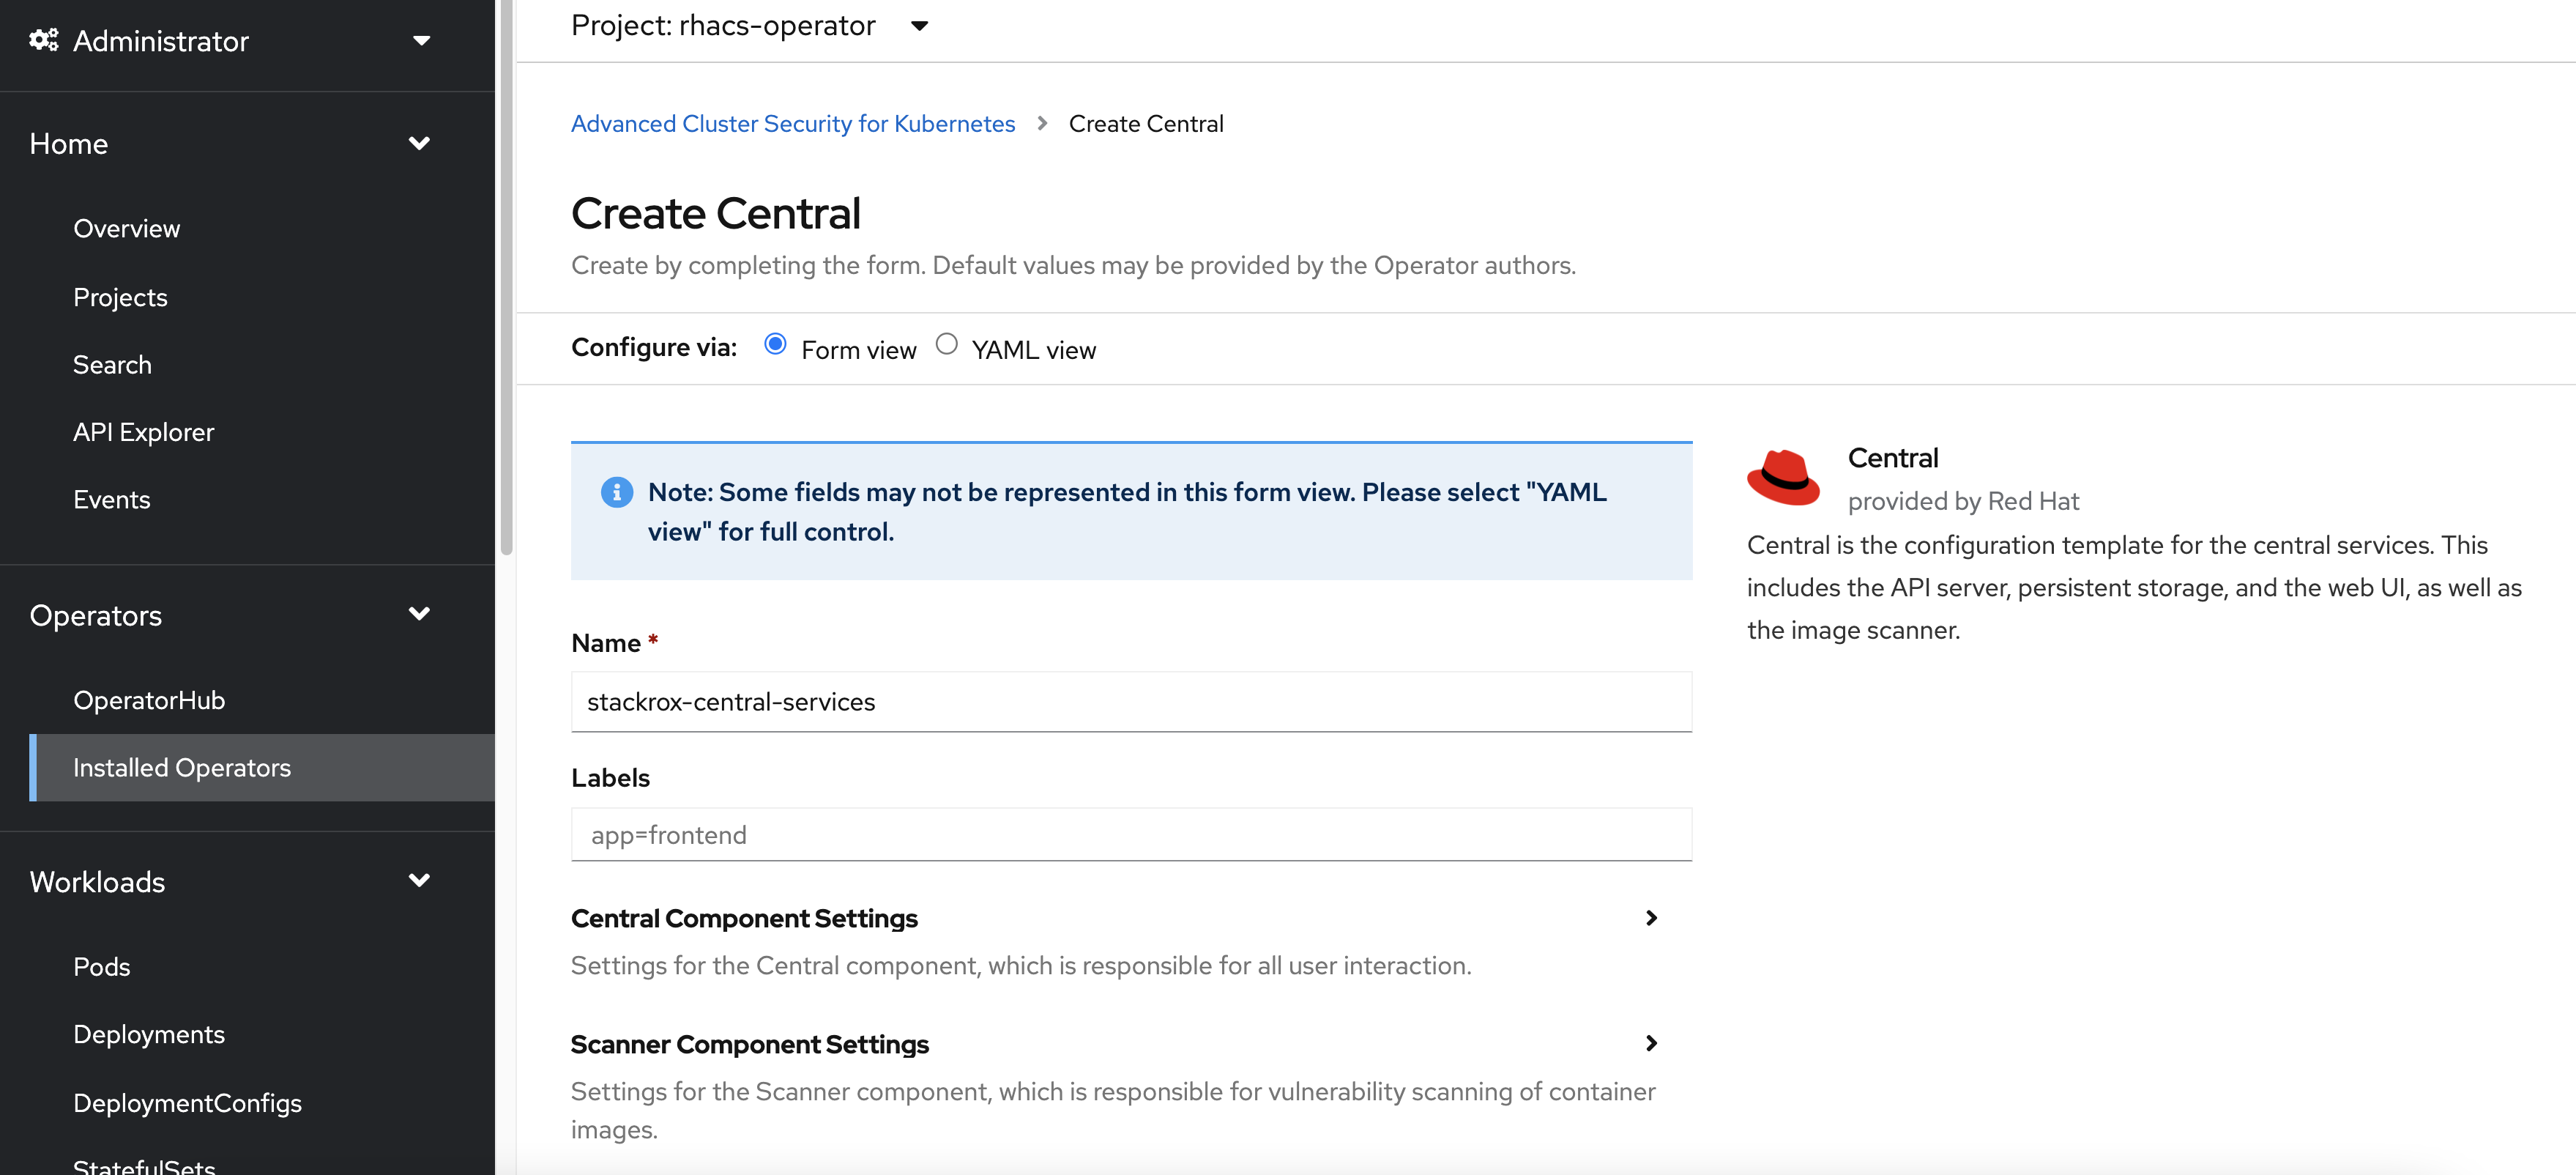 Administrator
Home
Overview
Projects
Search
API Explorer
Events
Operators
OperatorHub
Installed Operators
Workloads
Pods
Deployments
DeploymentConfigs
StatefulSets
Project: rhacs-operator
Advanced Cluster Security for Kubernetes > Create Central
Create Central
Create by completing the form. Default values may be provided by the Operator authors.
Configure via: Form view YAML view
Note: Some fields may not be represented in this form view. Please select "YAML
view" for full control.
Name *
stackrox-central-services
Labels
app=frontend
Central Component Settings
Settings for the Central component, which is responsible for all user interaction.
Scanner Component Settings
Settings for the Scanner component, which is responsible for vulnerability scanning of container
images.
Central
provided by Red Hat
Central is the configuration template for the central services. This
includes the API server, persistent storage, and the web UI, as well as
the image scanner.